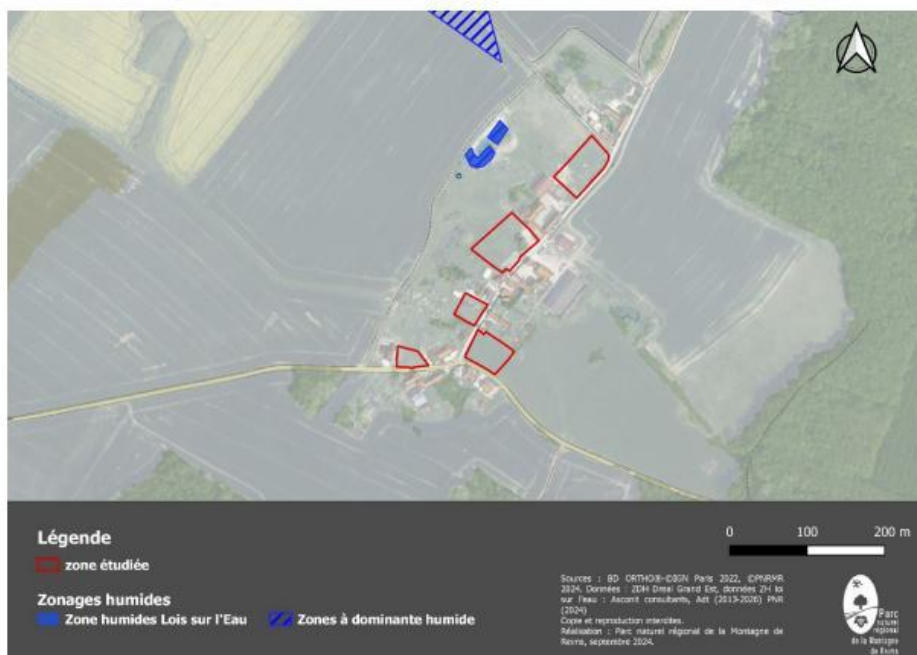 Légende
zone étudiée
Zonages humides
Zone humides Lois sur l'Eau
Zones à dominante humide
0 100 200 m
Sources : BD ORTHO®-©IGN Paris 2022, ©PNRMR
2024. Données : ZDH Dreal Grand Est, données ZH loi
sur l'eau : Asconit consultants, Adt (2013-2026) PNR
(2024)
Copie et reproduction interdites.
Réalisation : Parc naturel régional de la Montagne de
Reims, septembre 2024.
Parc
naturel
régional
de la Montagne
de Reims